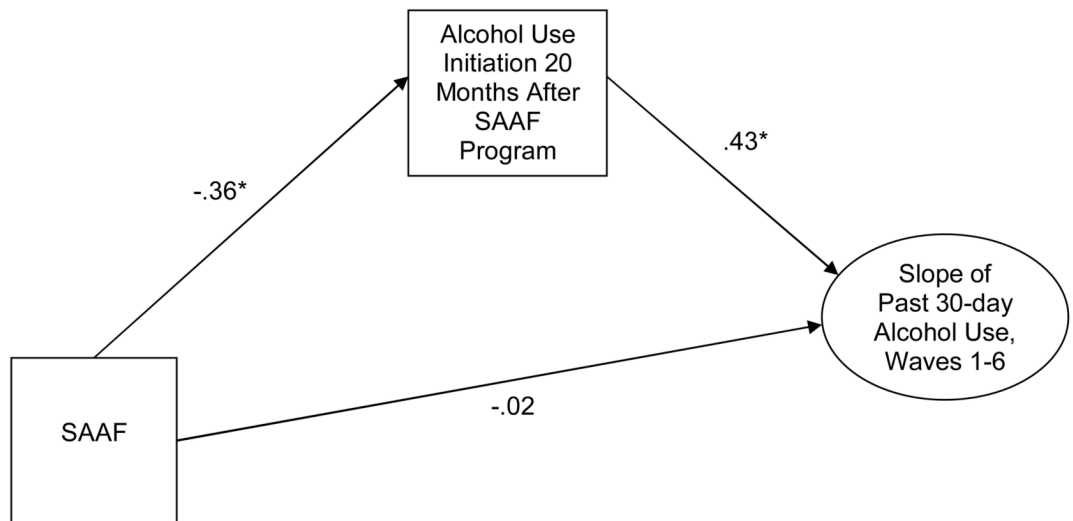 Alcohol Use
Initiation 20
Months After
SAAF
Program
-.36*
.43*
Slope of
Past 30-day
Alcohol Use,
Waves 1-6
-.02
SAAF